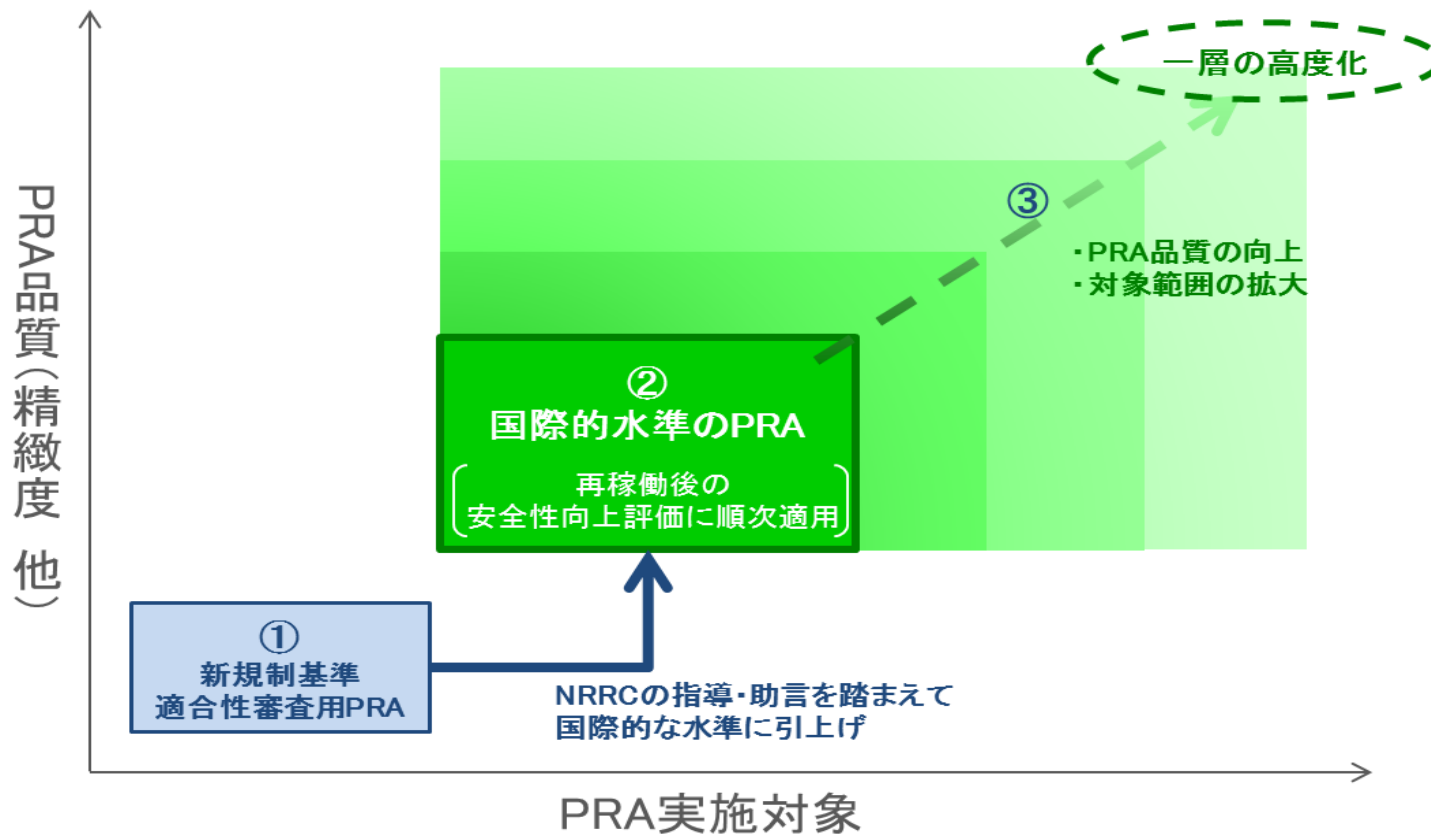 一層の高度化
③
・PRA品質の向上
・対象範囲の拡大
PRA品質(精緻度 他)
②
国際的水準のPRA
再稼働後の
安全性向上評価に順次適用
①
新規制基準
適合性審査用PRA
NRRCの指導・助言を踏まえて
国際的な水準に引上げ
PRA実施対象